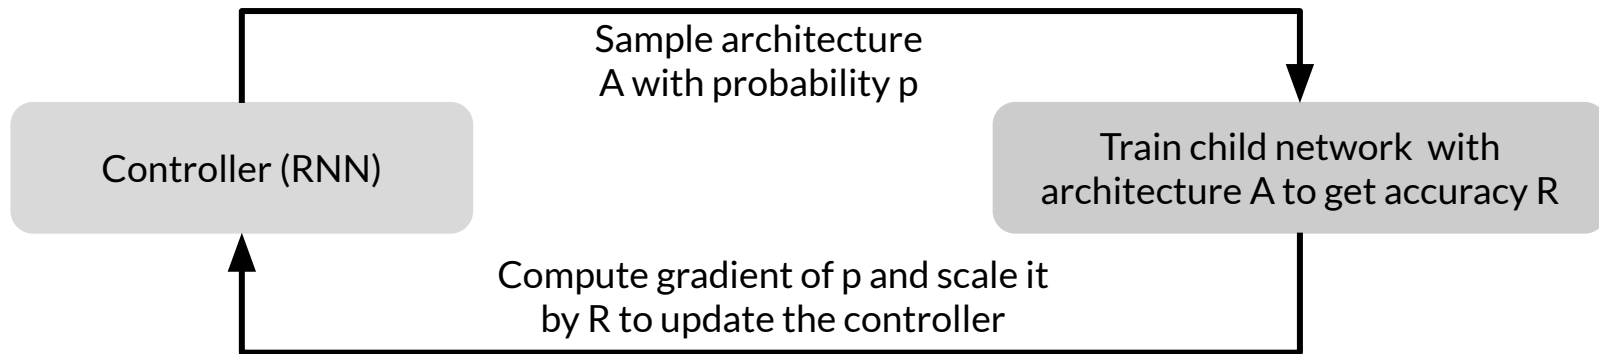 Sample architecture
A with probability p
Controller (RNN)
Train child network with
architecture A to get accuracy R
Compute gradient of p and scale it
by R to update the controller